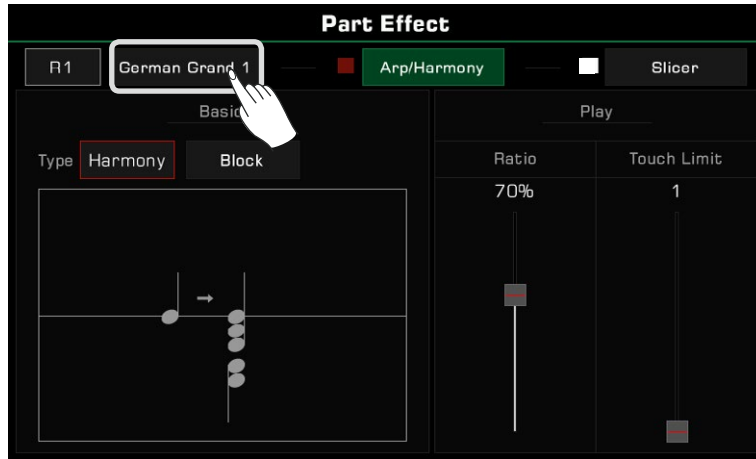 Part Effect
R1 German Grand 1 Arp/Harmony Slicer
Basic Play
Type Harmony Block Ratio Touch Limit
70% 1